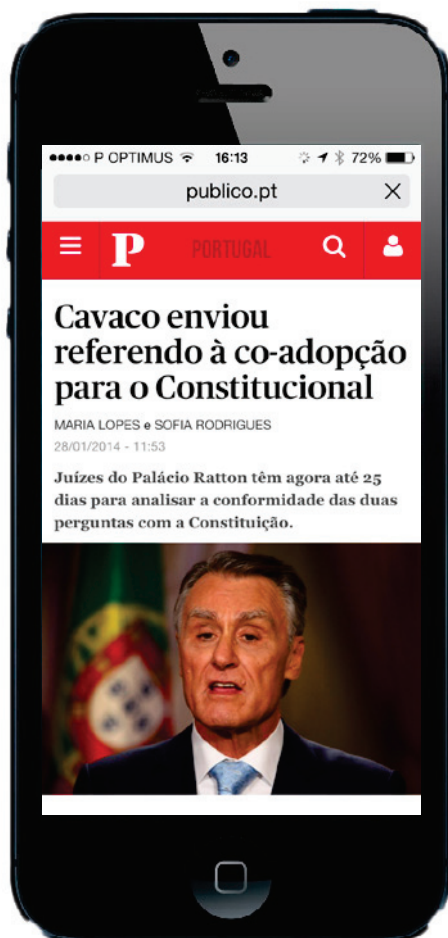 P OPTIMUS 16:13 72%
publico.pt X
P PORTUGAL
Cavaco enviou
referendo à co-adopção
para o Constitucional
MARIA LOPES e SOFIA RODRIGUES
28/01/2014 - 11:53
Juízes do Palácio Ratton têm agora até 25
dias para analisar a conformidade das duas
perguntas com a Constituição.